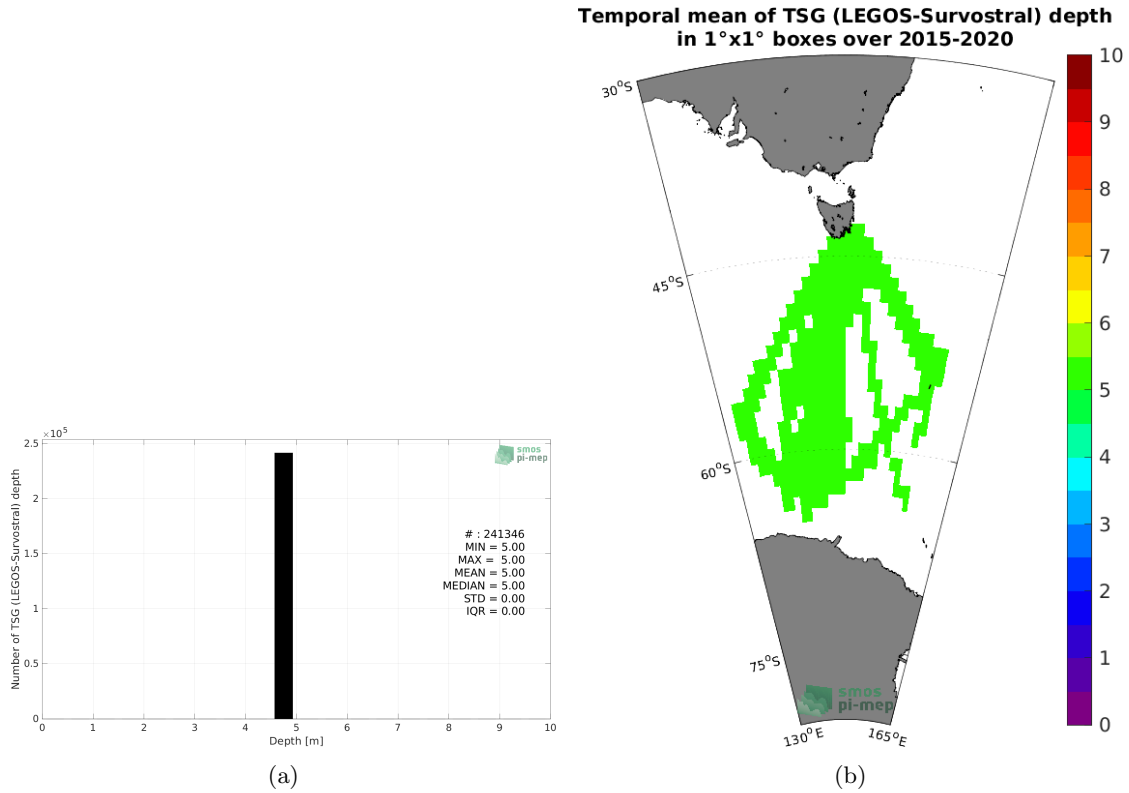 ×10⁵
2.5
2
1.5
1
0.5
0
Number of TSG (LEGOS-Survostral) depth
smos
pi-mep
# : 241346
MIN = 5.00
MAX = 5.00
MEAN = 5.00
MEDIAN = 5.00
STD = 0.00
IQR = 0.00
0 1 2 3 4 5 6 7 8 9 10
Depth [m]
(a)
Temporal mean of TSG (LEGOS-Survostral) depth
in 1°x1° boxes over 2015-2020
30°S
45°S
60°S
75°S
130°E
165°E
smos
pi-mep
10
9
8
7
6
5
4
3
2
1
0
(b)